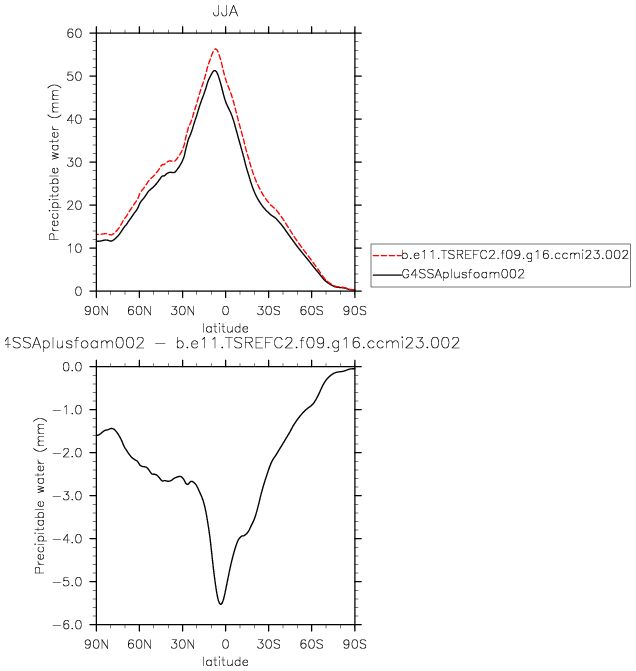 JJA
60
50
40
30
20
10
0
Precipitable water (mm)
90N 60N 30N 0 30S 60S 90S
latitude
b.e11.TSREFC2.f09.g16.ccmi23.002
G4SSAplusfoam002
4SSAplusfoam002 – b.e11.TSREFC2.f09.g16.ccmi23.002
0.0
−1.0
−2.0
−3.0
−4.0
−5.0
−6.0
Precipitable water (mm)
90N 60N 30N 0 30S 60S 90S
latitude